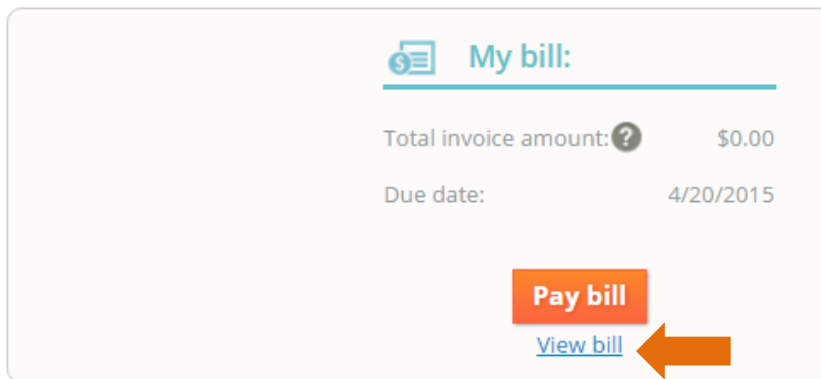 My bill:
Total invoice amount: ? $0.00
Due date: 4/20/2015
Pay bill
View bill